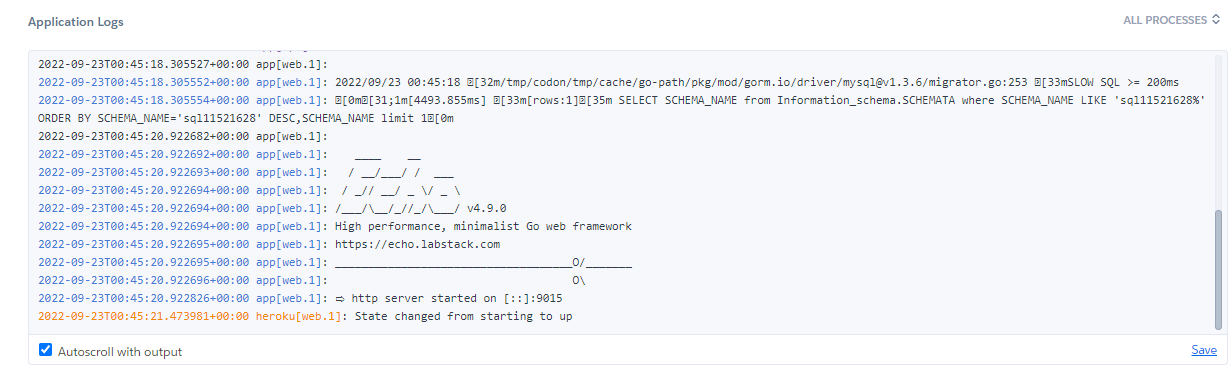 Application Logs
ALL PROCESSES
2022-09-23T00:45:18.305527+00:00 app[web.1]:
2022-09-23T00:45:18.305552+00:00 app[web.1]: 2022/09/23 00:45:18 [32m/tmp/codon/tmp/cache/go-path/pkg/mod/gorm.io/driver/mysql@v1.3.6/migrator.go:253 [33mSLOW SQL >= 200ms
2022-09-23T00:45:18.305554+00:00 app[web.1]: [0m[31;1m[4493.855ms] [33m[rows:1][35m SELECT SCHEMA_NAME from Information_schema.SCHEMATA where SCHEMA_NAME LIKE 'sql11521628%'
ORDER BY SCHEMA_NAME='sql11521628' DESC,SCHEMA_NAME limit 1[0m
2022-09-23T00:45:20.922682+00:00 app[web.1]:
2022-09-23T00:45:20.922692+00:00 app[web.1]:    ____    __
2022-09-23T00:45:20.922693+00:00 app[web.1]:   / __/___/ /  ___
2022-09-23T00:45:20.922694+00:00 app[web.1]:  / _// __/ _ \/ _ \
2022-09-23T00:45:20.922694+00:00 app[web.1]: /___/\__/_//_/\___/ v4.9.0
2022-09-23T00:45:20.922694+00:00 app[web.1]: High performance, minimalist Go web framework
2022-09-23T00:45:20.922695+00:00 app[web.1]: https://echo.labstack.com
2022-09-23T00:45:20.922695+00:00 app[web.1]: ____________________________________O/_______
2022-09-23T00:45:20.922696+00:00 app[web.1]:                                     O\
2022-09-23T00:45:20.922826+00:00 app[web.1]: ⇨ http server started on [::]:9015
2022-09-23T00:45:21.473981+00:00 heroku[web.1]: State changed from starting to up
Autoscroll with output
Save